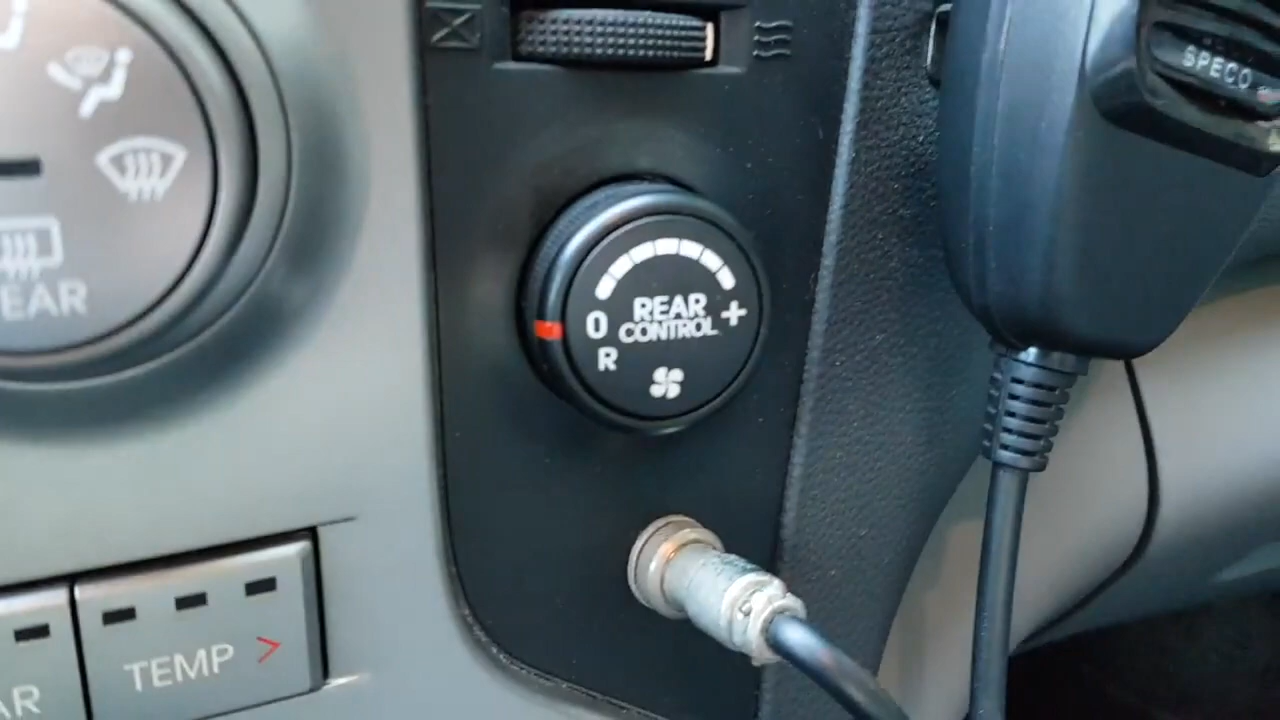 SPECO
REAR
CONTROL
0
+
R
EAR
TEMP >
AR